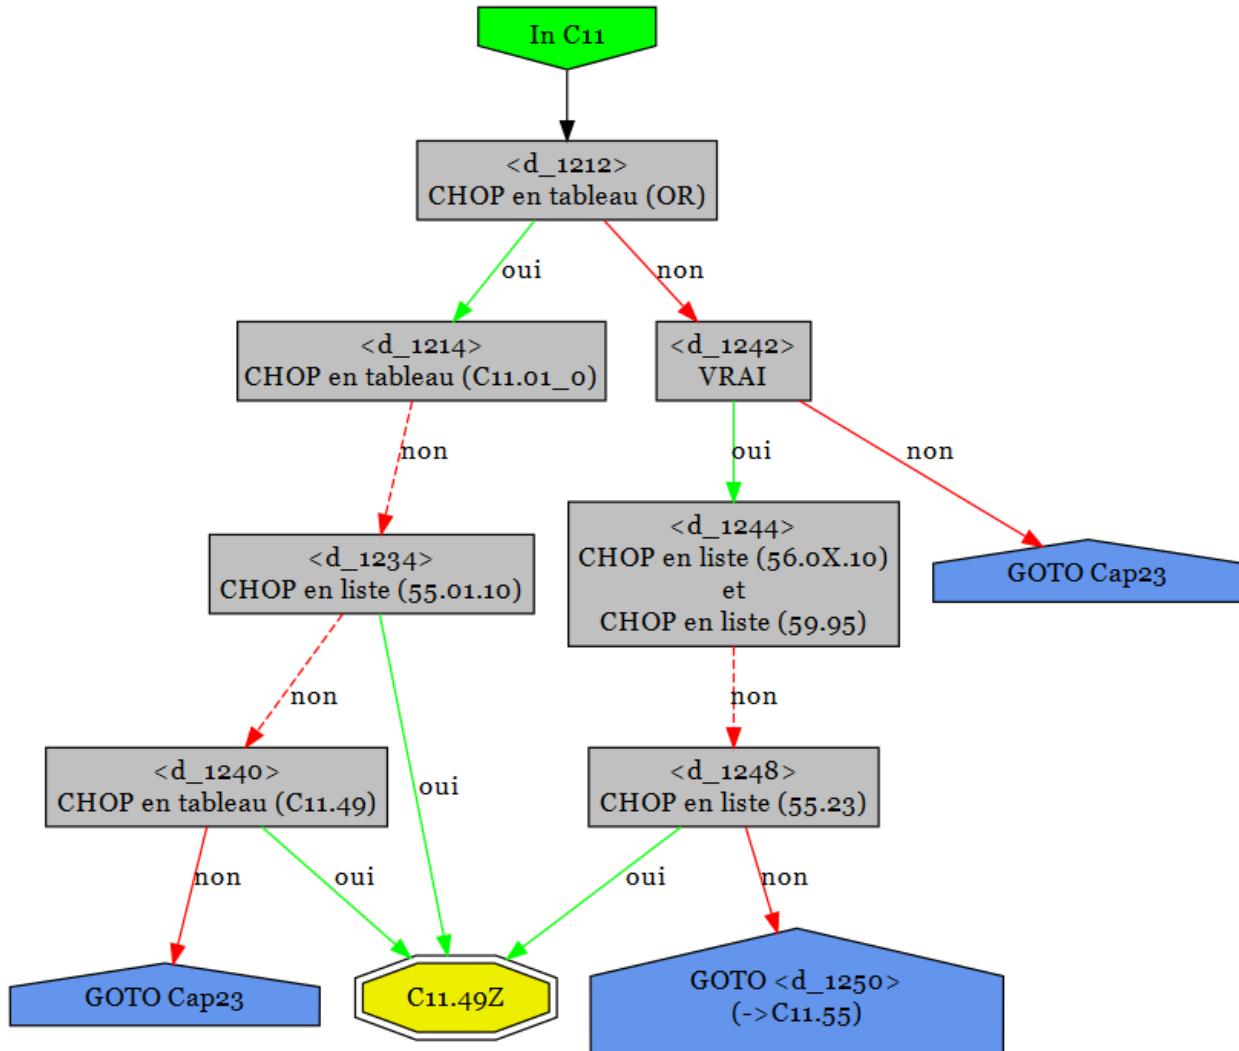 In C11
<d_1212>
CHOP en tableau (OR)
oui
non
<d_1214>
CHOP en tableau (C11.01_0)
<d_1242>
VRAI
non
oui
non
<d_1234>
CHOP en liste (55.01.10)
<d_1244>
CHOP en liste (56.0X.10)
et
CHOP en liste (59.95)
GOTO Cap23
non
non
<d_1240>
CHOP en tableau (C11.49)
oui
<d_1248>
CHOP en liste (55.23)
non
oui
oui
non
GOTO Cap23
C11.49Z
GOTO <d_1250>
(->C11.55)